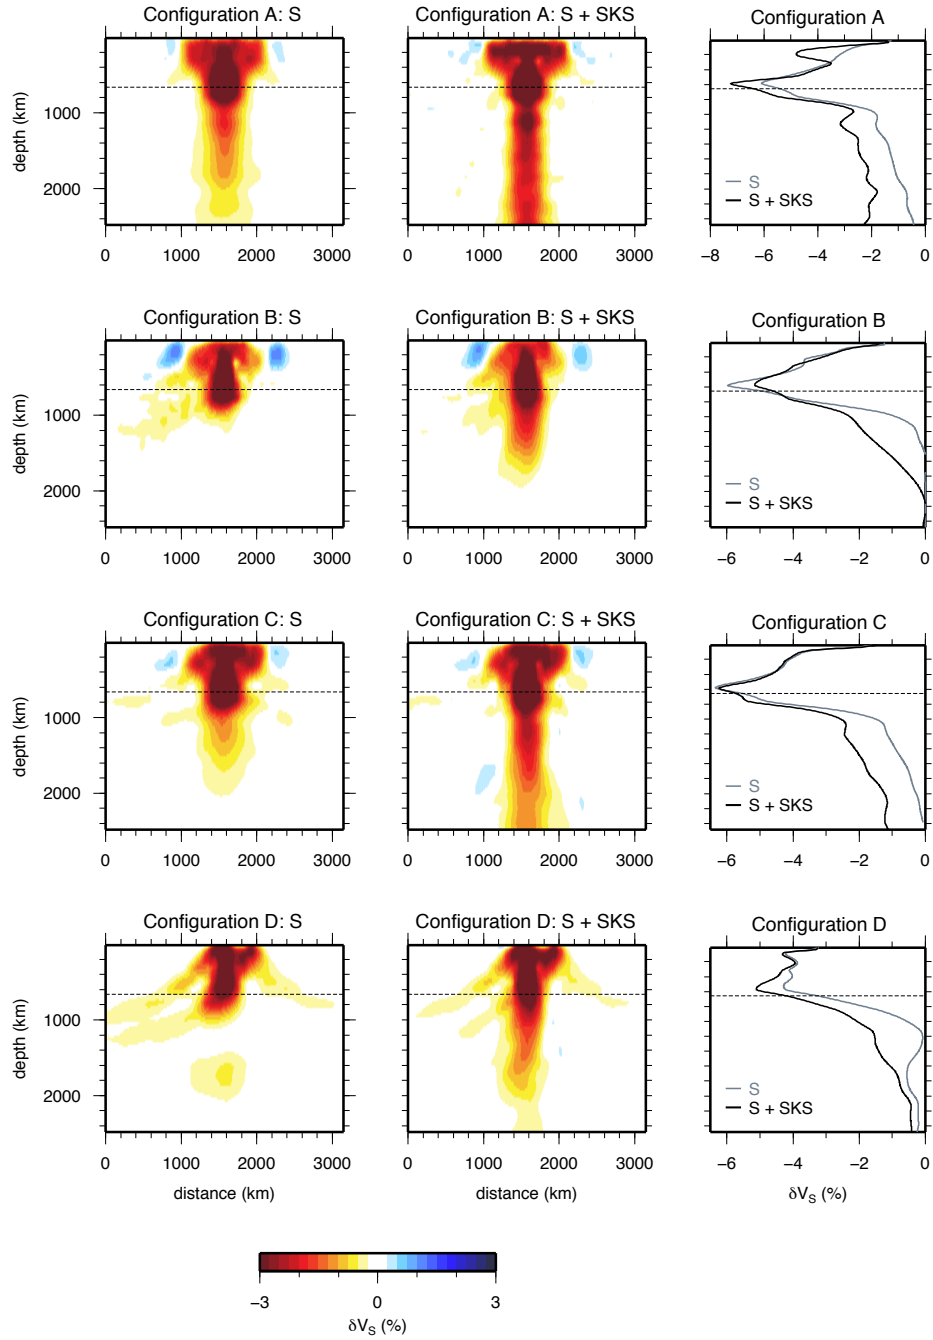 Configuration A: S
Configuration A: S + SKS
Configuration A
depth (km)
1000
2000
S
S + SKS
0 1000 2000 3000
0 1000 2000 3000
−8 −6 −4 −2 0
Configuration B: S
Configuration B: S + SKS
Configuration B
depth (km)
1000
2000
S
S + SKS
0 1000 2000 3000
0 1000 2000 3000
−6 −4 −2 0
Configuration C: S
Configuration C: S + SKS
Configuration C
depth (km)
1000
2000
S
S + SKS
0 1000 2000 3000
0 1000 2000 3000
−6 −4 −2 0
Configuration D: S
Configuration D: S + SKS
Configuration D
depth (km)
1000
2000
S
S + SKS
0 1000 2000 3000
0 1000 2000 3000
−6 −4 −2 0
distance (km)
distance (km)
δVS (%)
−3 0 3
δVS (%)